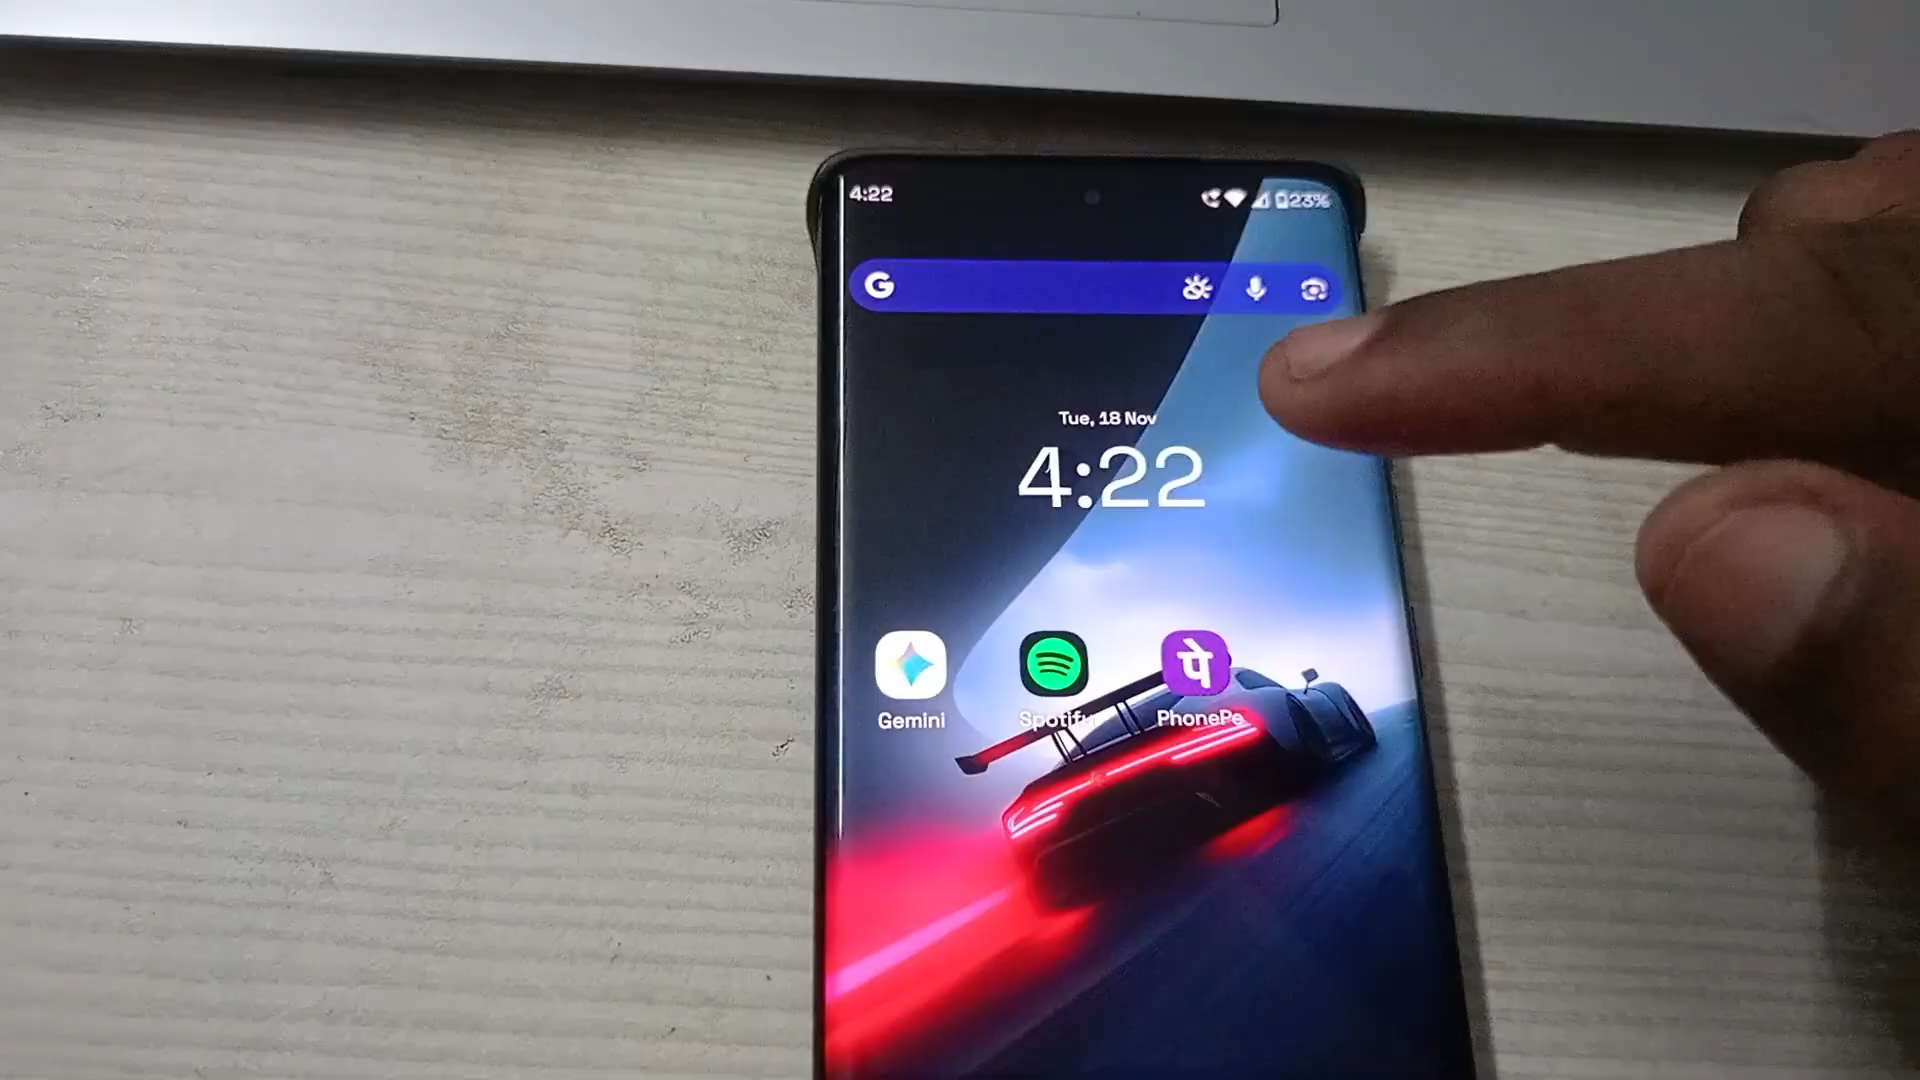 4:22
23%
G
Tue, 18 Nov
4:22
Gemini
Spotify
पे
PhonePe